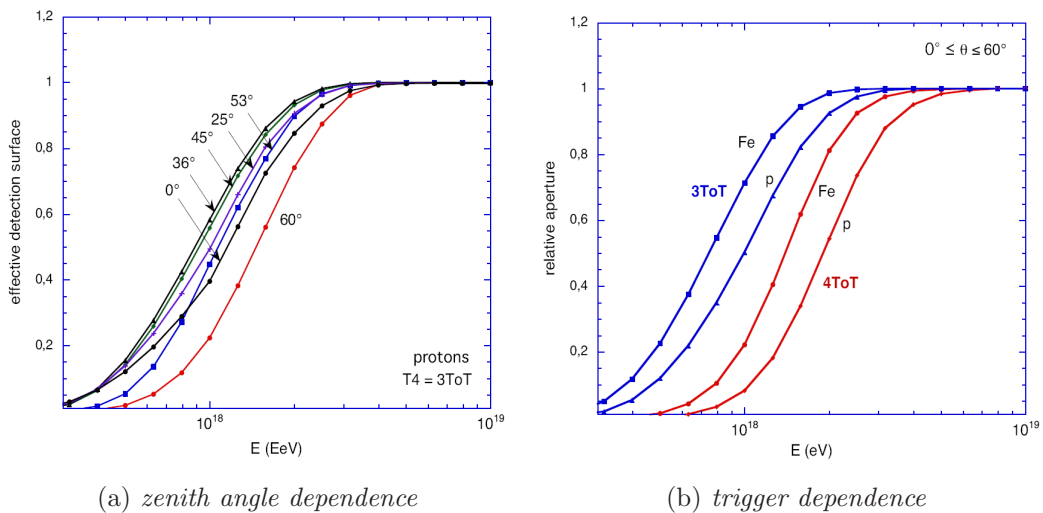 1,2
1
0,8
0,6
0,4
0,2
effective detection surface
53°
25°
45°
36°
0°
60°
protons
T4 = 3ToT
10¹⁸
10¹⁹
E (EeV)
(a) zenith angle dependence
1,2
1
0,8
0,6
0,4
0,2
relative aperture
0° ≤ θ ≤ 60°
Fe
3ToT
p
Fe
p
4ToT
10¹⁸
10¹⁹
E (eV)
(b) trigger dependence